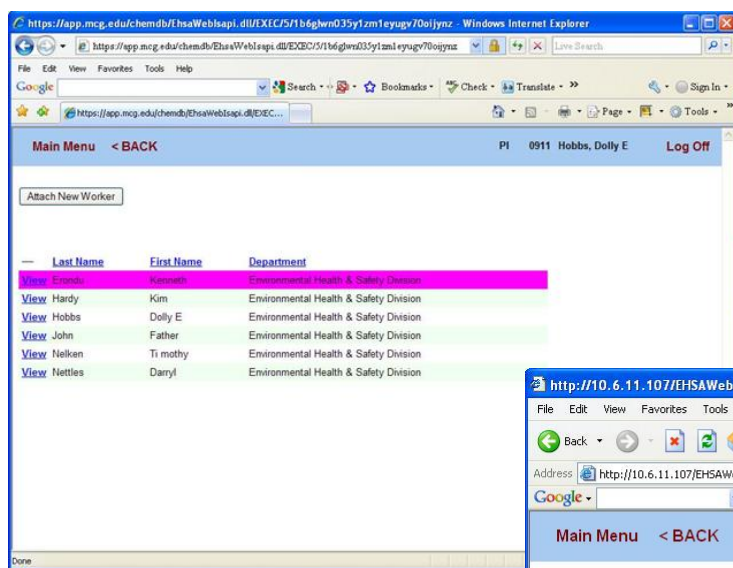 https://app.mcg.edu/chemdb/EhsaWebIsapi.dll/EXEC/5/1b6glwn035y1zm1eyugv70oijynz - Windows Internet Explorer
https://app.mcg.edu/chemdb/EhsaWebIsapi.dll/EXEC/5/1b6glwn035y1zm1eyugv70oijynz
Live Search
File Edit View Favorites Tools Help
Google Search Bookmarks Check Translate Sign In
https://app.mcg.edu/chemdb/EhsaWebIsapi.dll/EXEC... Page Tools
Main Menu < BACK PI 0911 Hobbs, Dolly E Log Off
Attach New Worker
--- Last Name First Name Department
View Erondu Kenneth Environmental Health & Safety Division
View Hardy Kim Environmental Health & Safety Division
View Hobbs Dolly E Environmental Health & Safety Division
View John Father Environmental Health & Safety Division
View Nelken Ti mothy Environmental Health & Safety Division
View Nettles Darryl Environmental Health & Safety Division
Done
http://10.6.11.107/EHSAWeb
File Edit View Favorites Tools
Back
Address http://10.6.11.107/EHSAW
Google
Main Menu < BACK